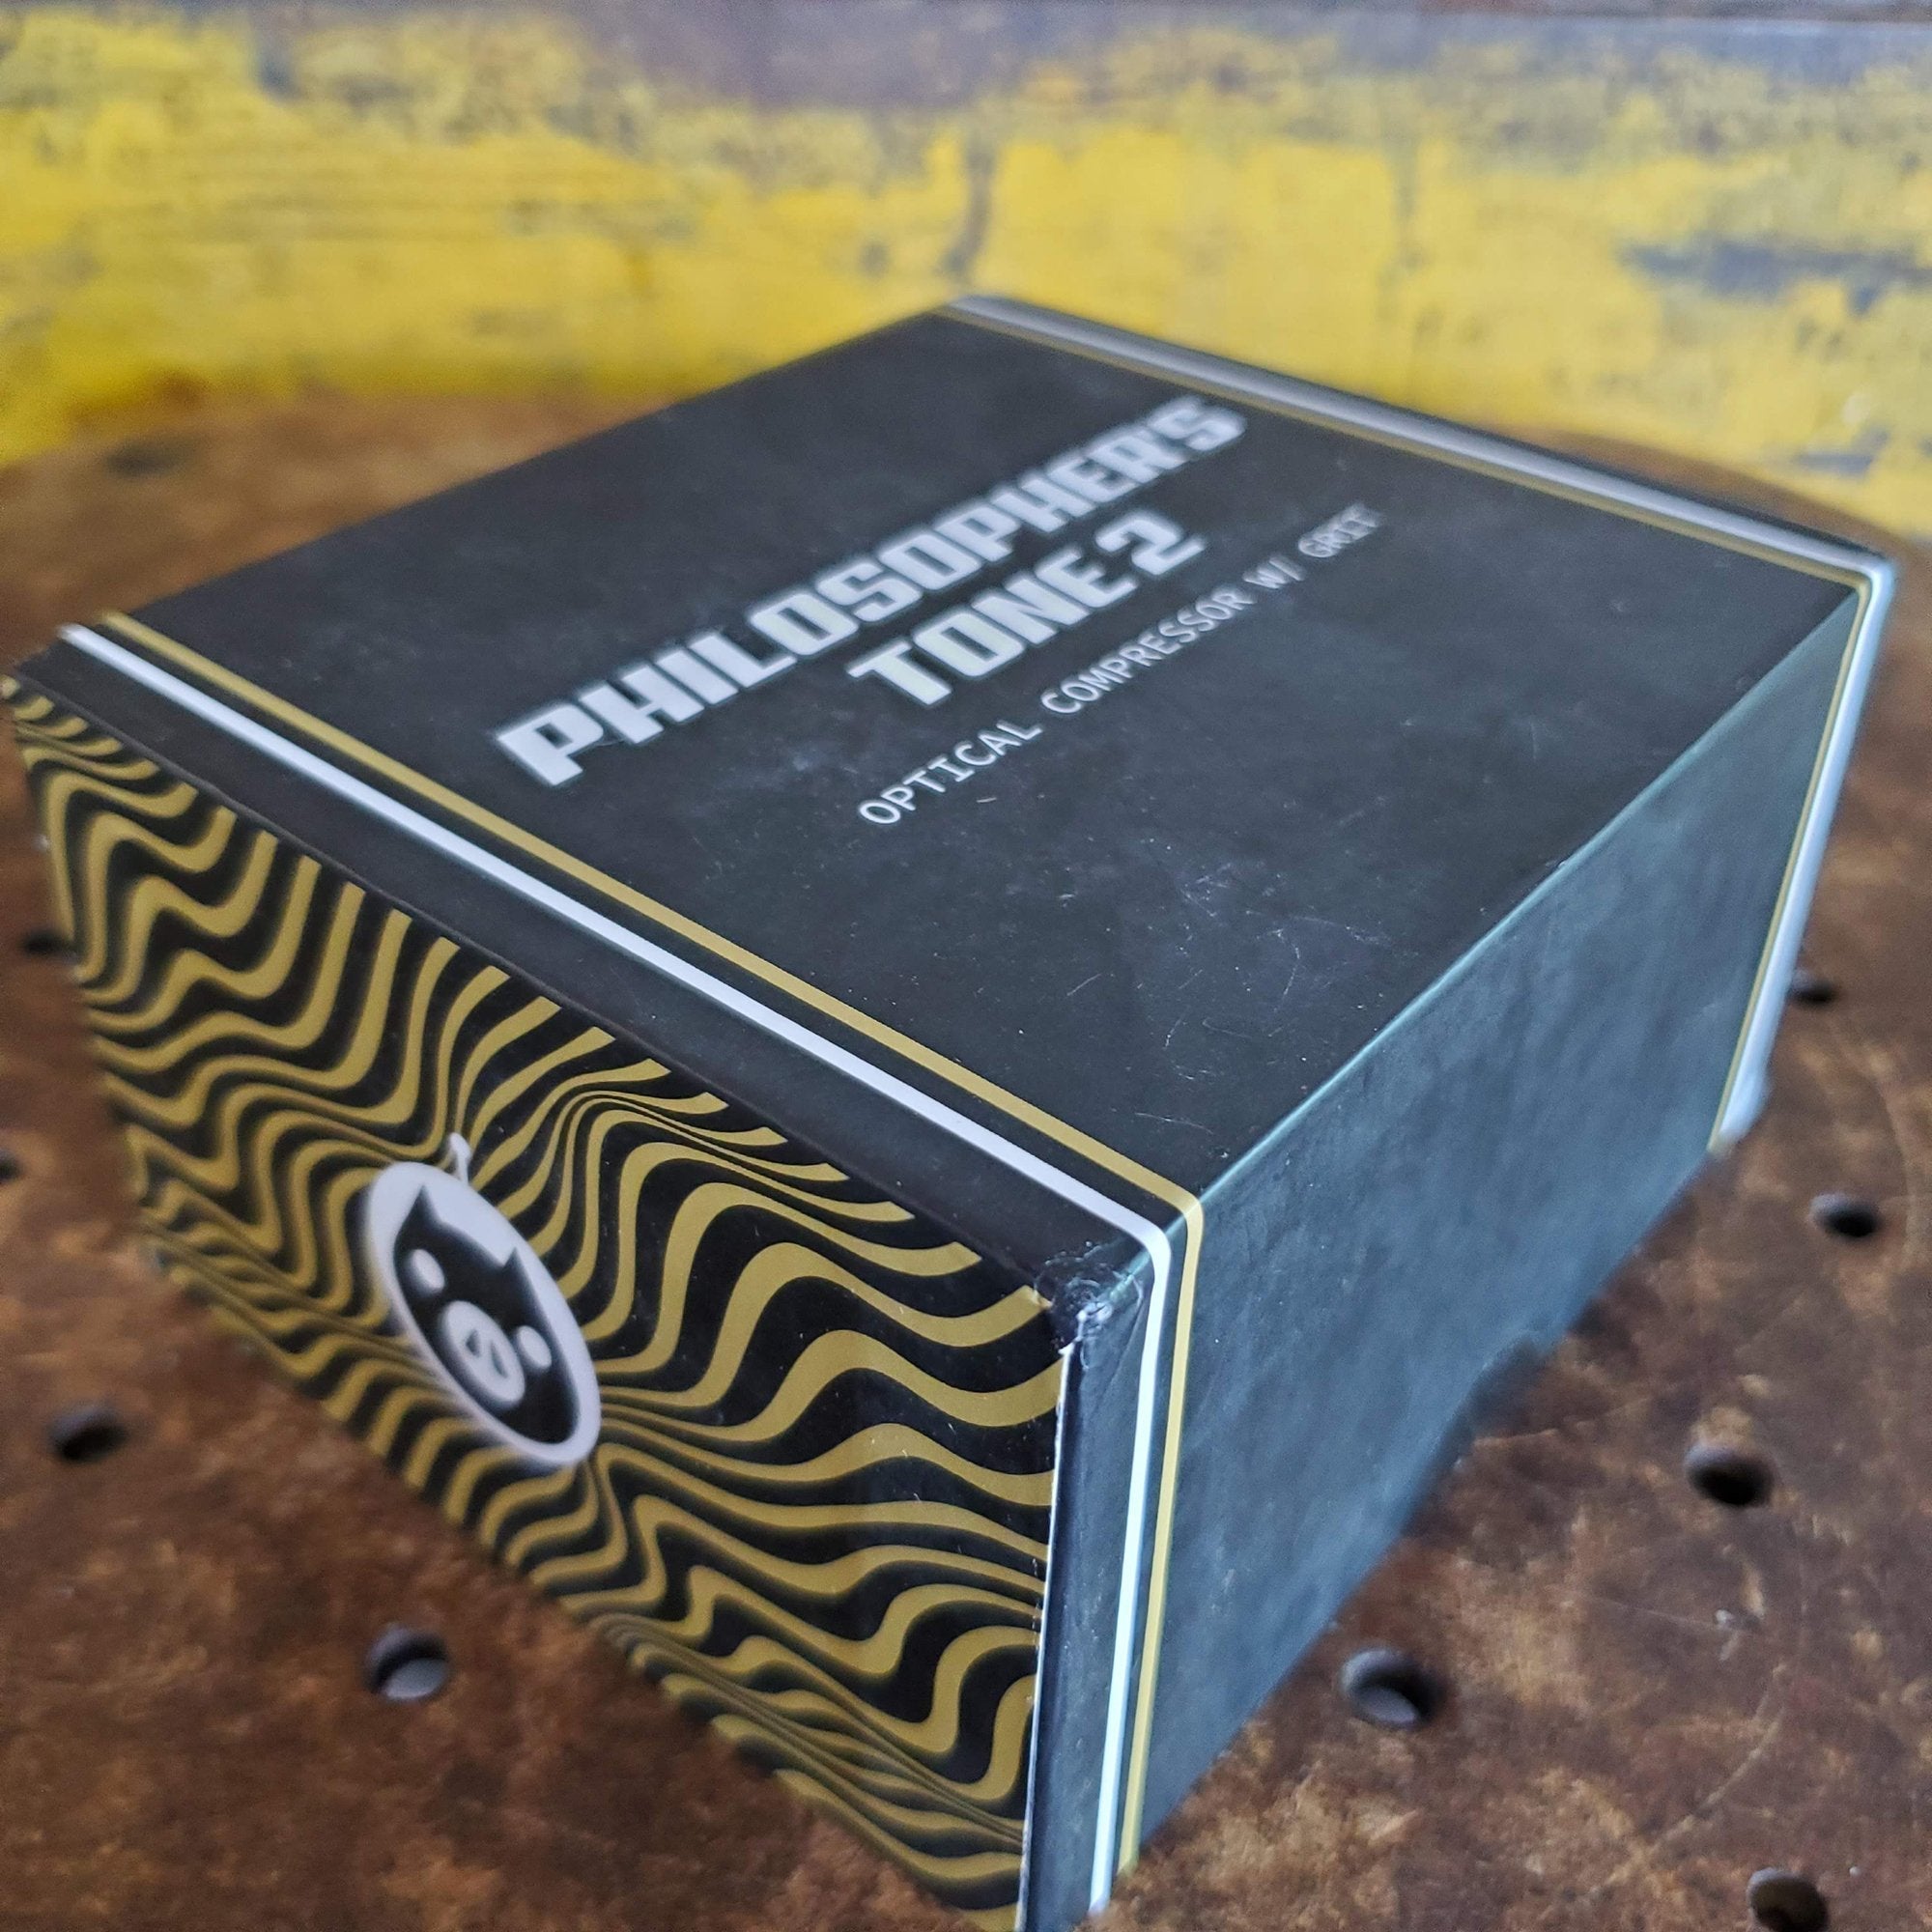 PHILOSOPHER'S
TONE 2
OPTICAL COMPRESSOR W/ GRIT